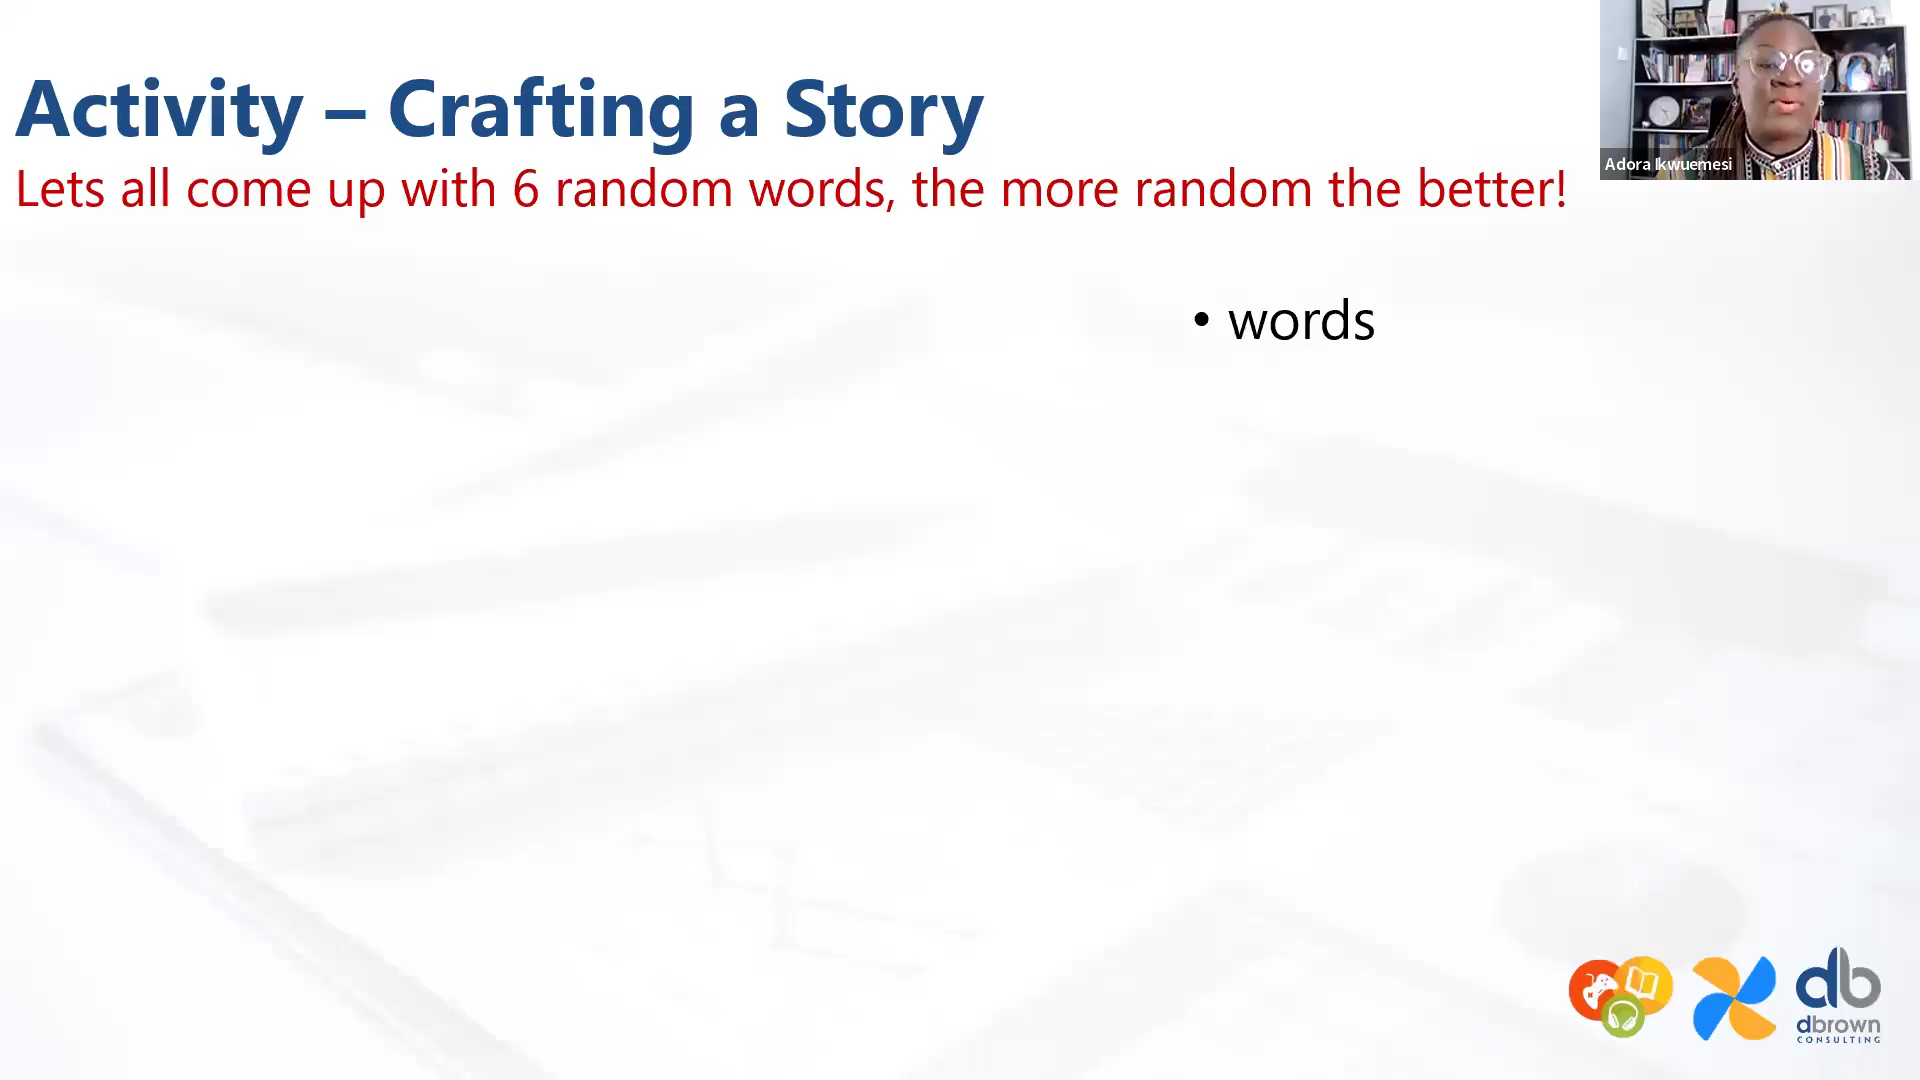 Activity – Crafting a Story
Lets all come up with 6 random words, the more random the better!
• words
Adora Ikwuemesi
db
dbrown
CONSULTING